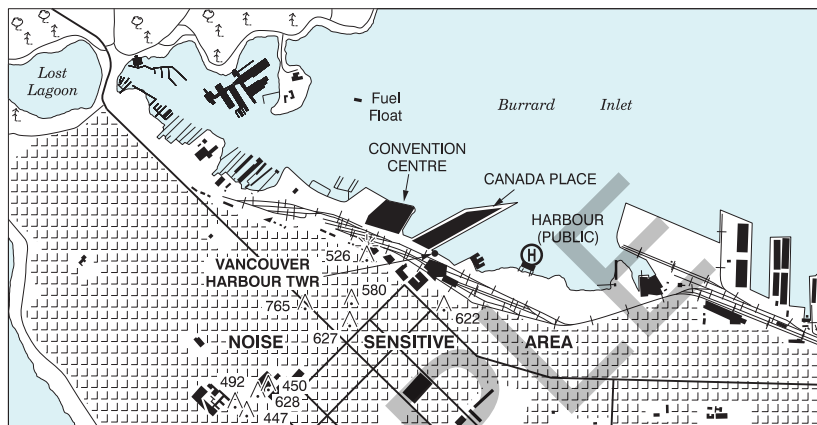 Lost
Lagoon
Fuel
Float
Burrard Inlet
CONVENTION
CENTRE
CANADA PLACE
HARBOUR
(PUBLIC)
H
526
VANCOUVER
HARBOUR TWR
580
765
622
627
NOISE SENSITIVE AREA
492
450
628
447